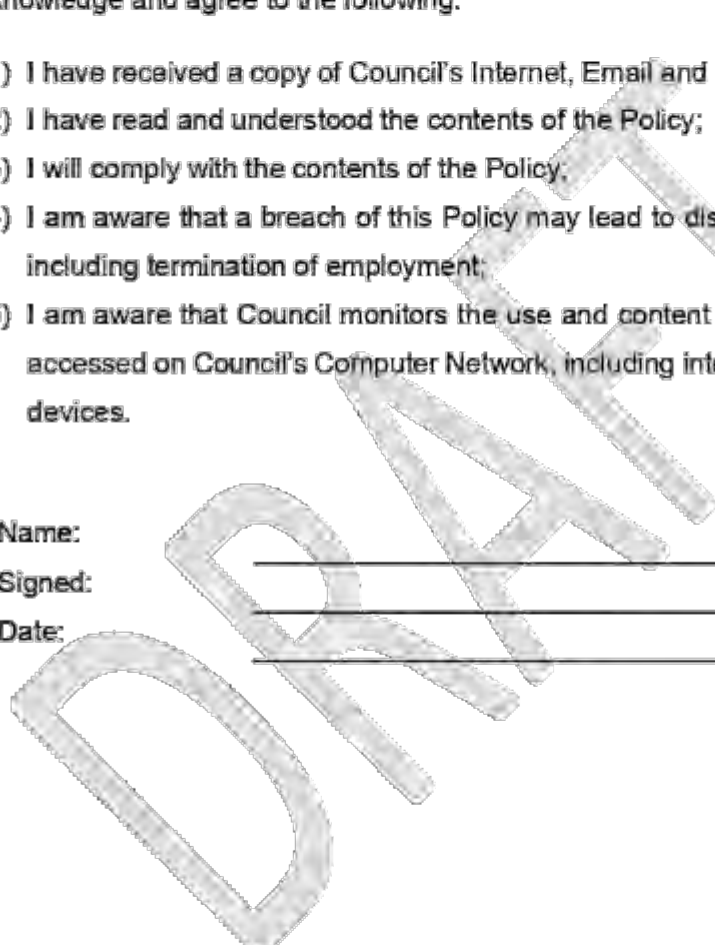 knowledge and agree to the following:
) I have received a copy of Council's Internet, Email and
) I have read and understood the contents of the Policy;
) I will comply with the contents of the Policy;
) I am aware that a breach of this Policy may lead to dis
including termination of employment;
) I am aware that Council monitors the use and content
accessed on Council's Computer Network, including inte
devices.
Name:
Signed:
Date:
DRAFT